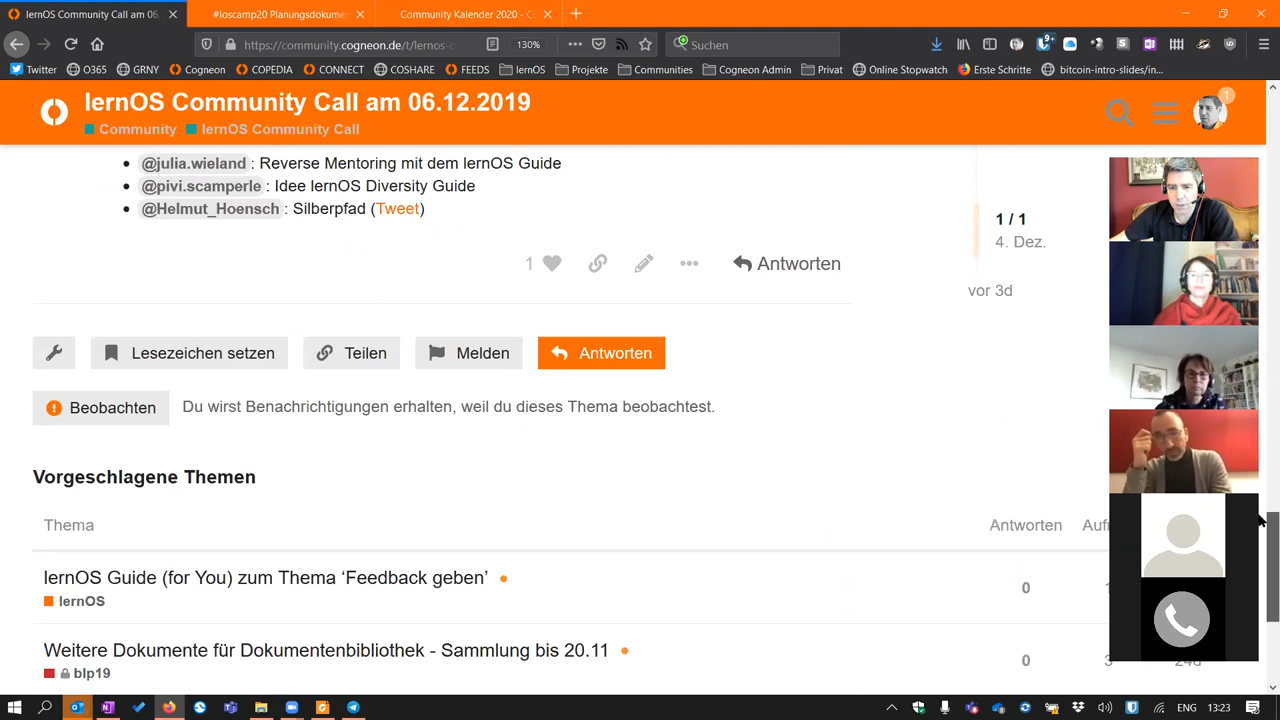 lernOS Community Call am 06.
#loscamp20 Planungsdokumen
Community Kalender 2020 - C
https://community.cogneon.de/t/lernos-c
130%
Suchen
9+
Twitter
O365
GRNY
Cogneon
COPEDIA
CONNECT
COSHARE
FEEDS
lernOS
Projekte
Communities
Cogneon Admin
Privat
Online Stopwatch
Erste Schritte
bitcoin-intro-slides/in...
lernOS Community Call am 06.12.2019
1
Community
lernOS Community Call
@julia.wieland : Reverse Mentoring mit dem lernOS Guide
@pivi.scamperle : Idee lernOS Diversity Guide
@Helmut_Hoensch : Silberpfad (Tweet)
1 / 1
4. Dez.
1
Antworten
vor 3d
Lesezeichen setzen
Teilen
Melden
Antworten
Beobachten
Du wirst Benachrichtigungen erhalten, weil du dieses Thema beobachtest.
Vorgeschlagene Themen
Thema
Antworten
Auf
lernOS Guide (for You) zum Thema ‘Feedback geben’
0
lernOS
Weitere Dokumente für Dokumentenbibliothek - Sammlung bis 20.11
0
blp19
ENG
13:23